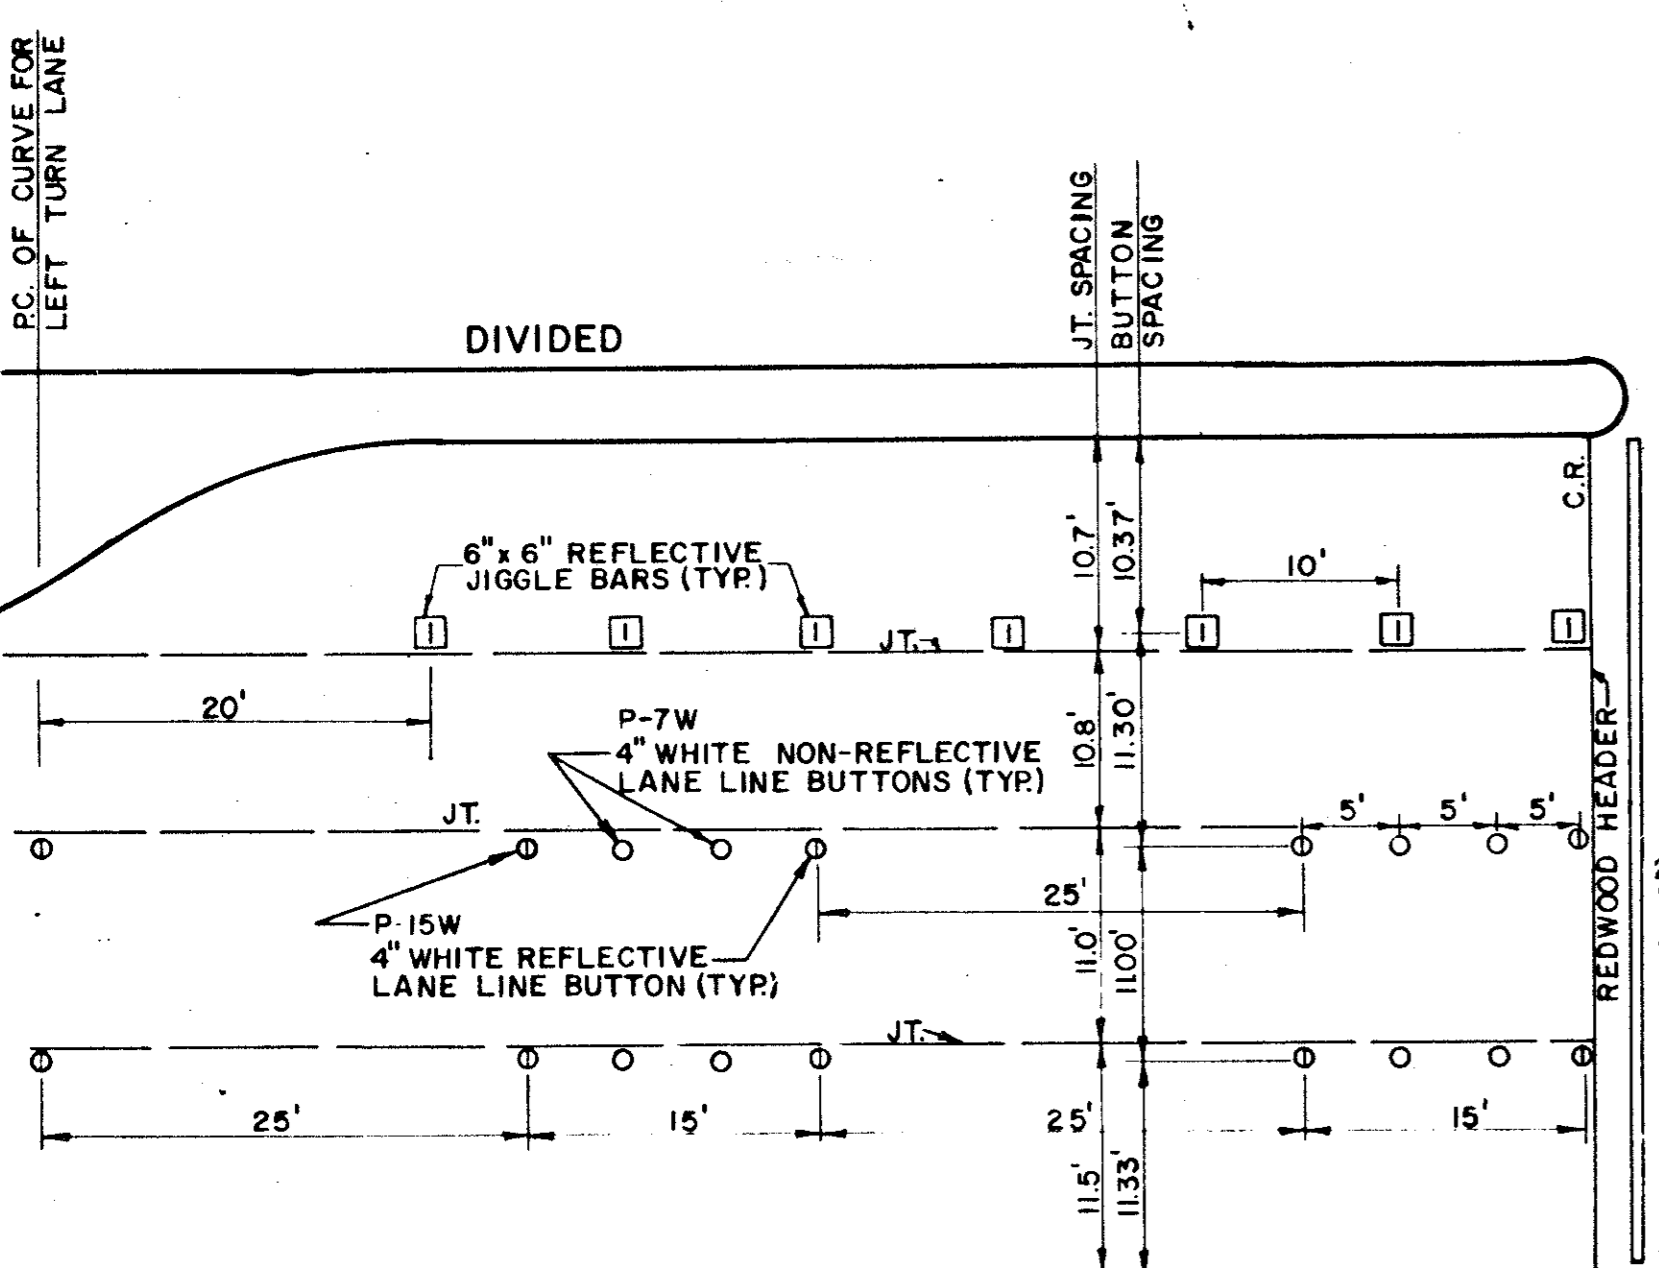 P.C. OF CURVE FOR
LEFT TURN LANE
JT. SPACING
BUTTON
SPACING
DIVIDED
C.R.
10.7'
10.37'
6" x 6" REFLECTIVE
JIGGLE BARS (TYP.)
10'
JT.
20'
P-7W
4" WHITE NON-REFLECTIVE
LANE LINE BUTTONS (TYP.)
10.8'
11.30'
JT.
5'
5'
5'
REDWOOD HEADER
25'
P-15W
4" WHITE REFLECTIVE
LANE LINE BUTTON (TYP.)
11.0'
11.00'
JT.
25'
15'
25'
15'
11.5'
11.33'